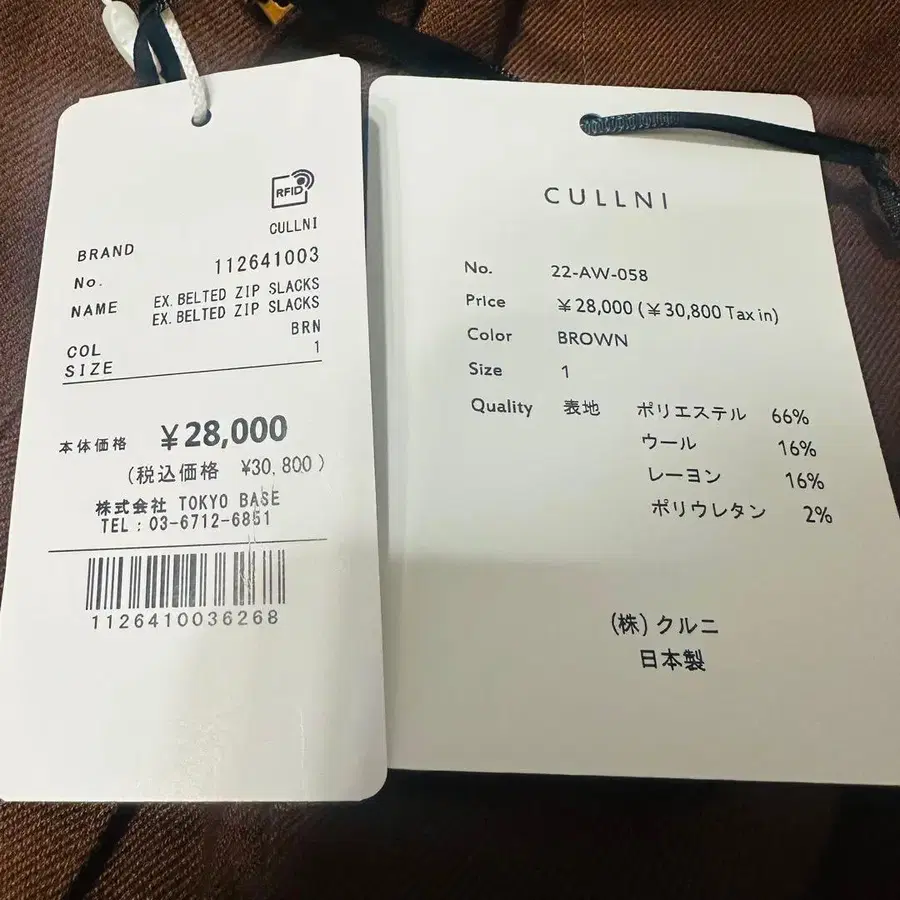 RFID
BRAND CULLNI
No. 112641003
NAME EX.BELTED ZIP SLACKS
EX.BELTED ZIP SLACKS
COL BRN
SIZE 1
本体価格 ¥28,000
(税込価格 ¥30,800)
株式会社 TOKYO BASE
TEL:03-6712-6851
1126410036268
CULLNI
No. 22-AW-058
Price ¥28,000 (¥30,800 Tax in)
Color BROWN
Size 1
Quality 表地 ポリエステル 66%
ウール 16%
レーヨン 16%
ポリウレタン 2%
(株) クルニ
日本製